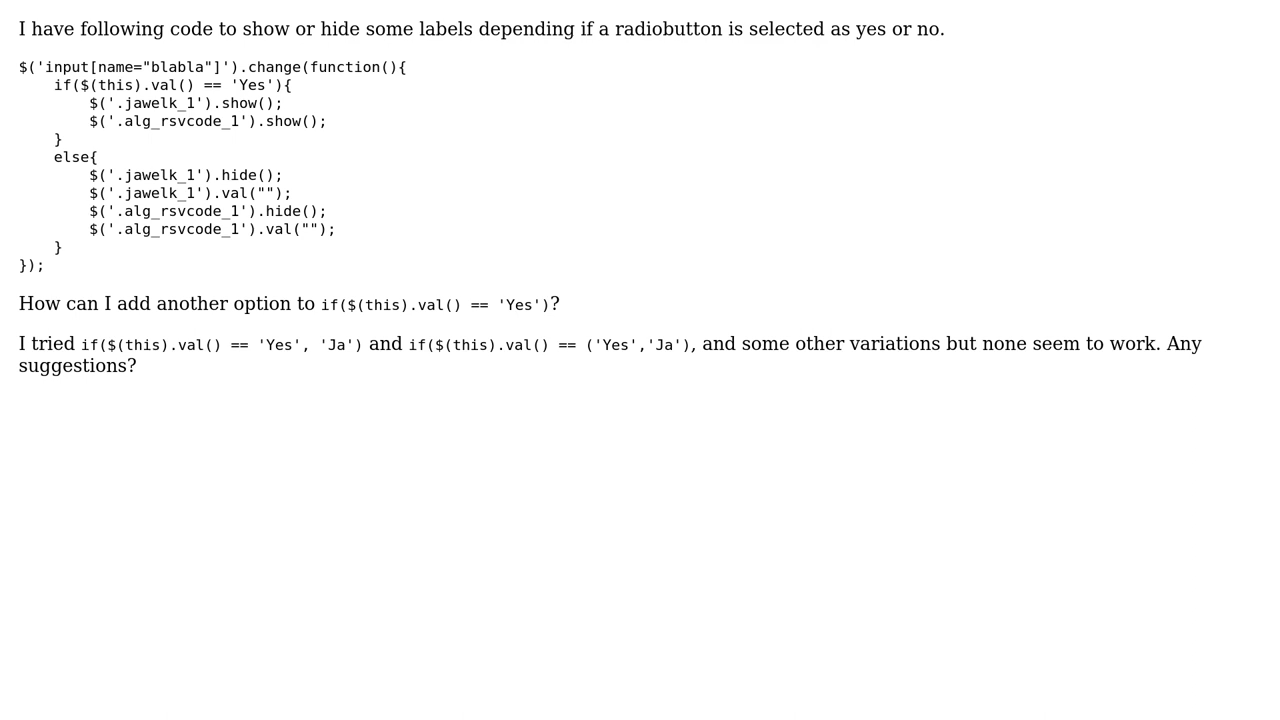 I have following code to show or hide some labels depending if a radiobutton is selected as yes or no.
$('input[name="blabla"]').change(function(){
    if($(this).val() == 'Yes'){
        $('.jawelk_1').show();
        $('.alg_rsvcode_1').show();
    }
    else{
        $('.jawelk_1').hide();
        $('.jawelk_1').val("");
        $('.alg_rsvcode_1').hide();
        $('.alg_rsvcode_1').val("");
    }
});
How can I add another option to if($(this).val() == 'Yes')?
I tried if($(this).val() == 'Yes', 'Ja') and if($(this).val() == ('Yes','Ja'), and some other variations but none seem to work. Any
suggestions?